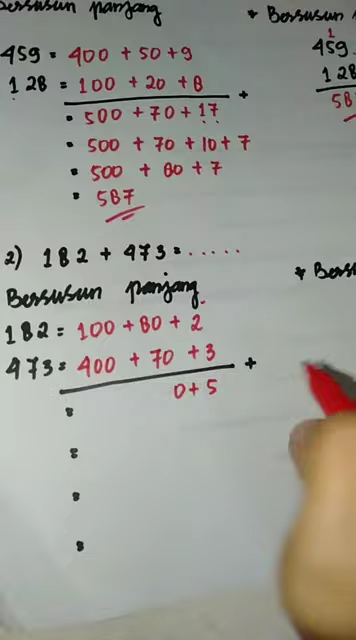 Bersusun panjang
* Bersusun
459 = 400 + 50 + 9
128 = 100 + 20 + 8
+
= 500 + 70 + 17
= 500 + 70 + 10 + 7
= 500 + 80 + 7
= 587
1
459
128
58
2) 182 + 473 = .....
Bersusun panjang
* Bersu
182 = 100 + 80 + 2
473 = 400 + 70 + 3
+
0 + 5
=
=
=
=